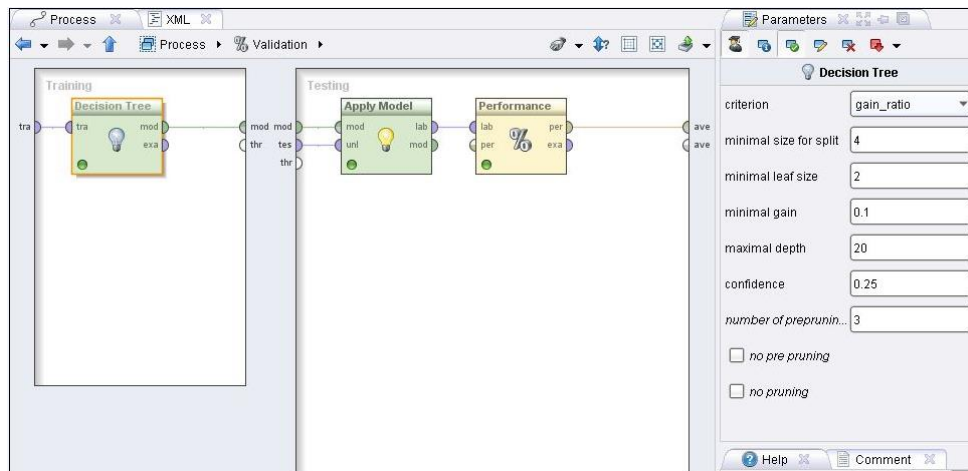 Process
XML
Parameters
Process
Validation
Training
Testing
Decision Tree
Apply Model
Performance
Decision Tree
tra
tra
mod
exa
mod
thr
mod
tes
thr
mod
unl
lab
mod
lab
per
per
exa
ave
ave
criterion
gain_ratio
minimal size for split
4
minimal leaf size
2
minimal gain
0.1
maximal depth
20
confidence
0.25
number of preprunin...
3
no pre pruning
no pruning
Help
Comment